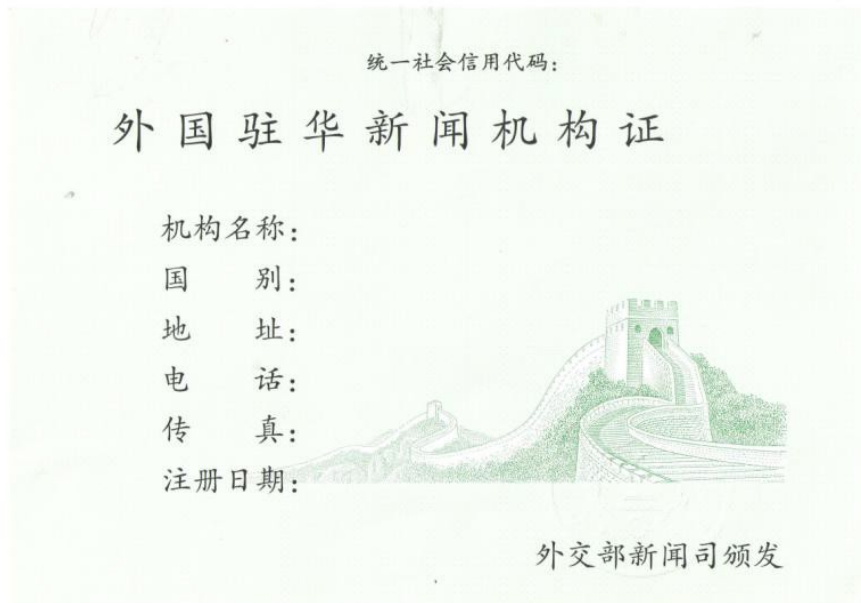 统一社会信用代码：
外国驻华新闻机构证
机构名称：
国　　别：
地　　址：
电　　话：
传　　真：
注册日期：
外交部新闻司颁发